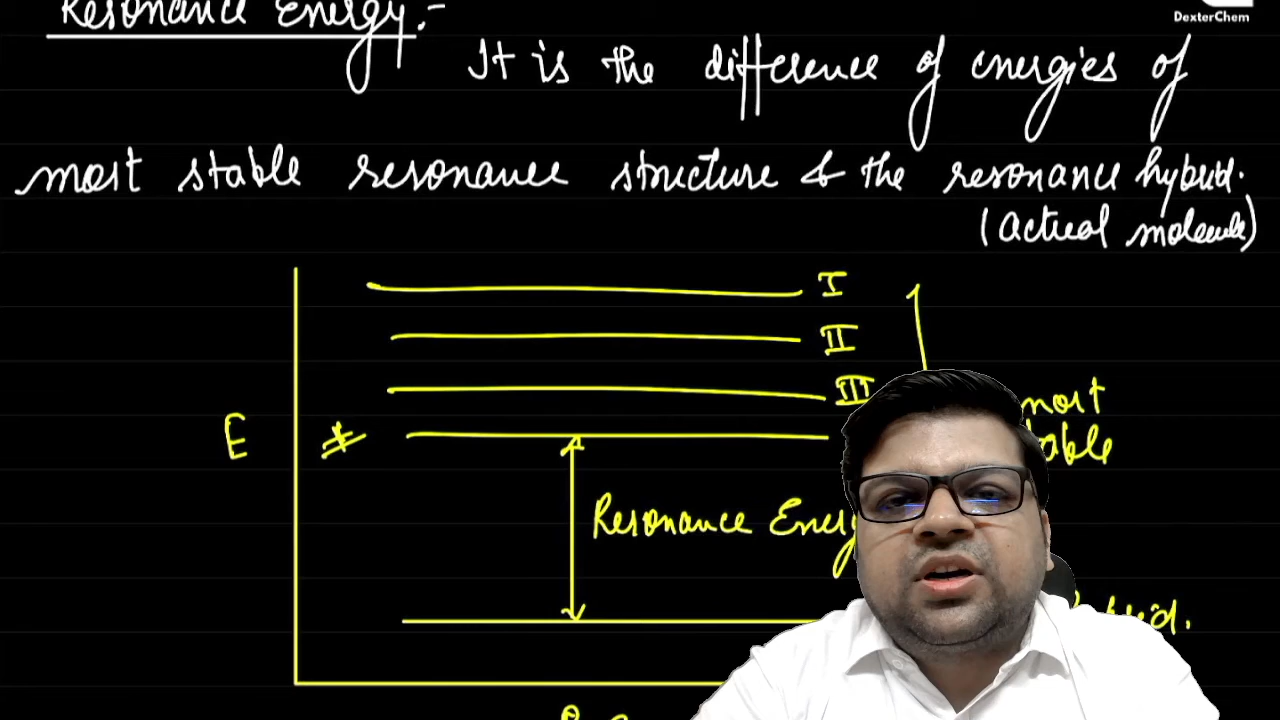 DexterChem
Resonance Energy:-
It is the difference of energies of
most stable resonance structure & the resonance hybrid.
(actual molecule)
I
II
III
most
E
Resonance